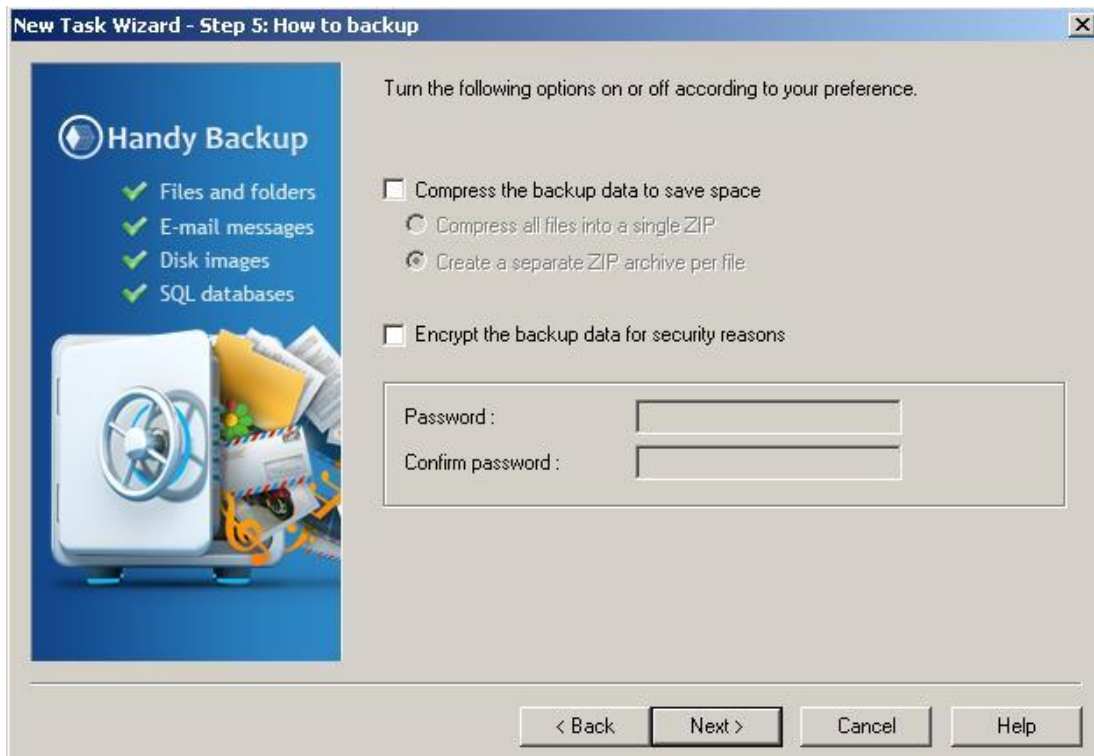 New Task Wizard - Step 5: How to backup
Handy Backup
Files and folders
E-mail messages
Disk images
SQL databases
Turn the following options on or off according to your preference.
Compress the backup data to save space
Compress all files into a single ZIP
Create a separate ZIP archive per file
Encrypt the backup data for security reasons
Password :
Confirm password :
< Back
Next >
Cancel
Help